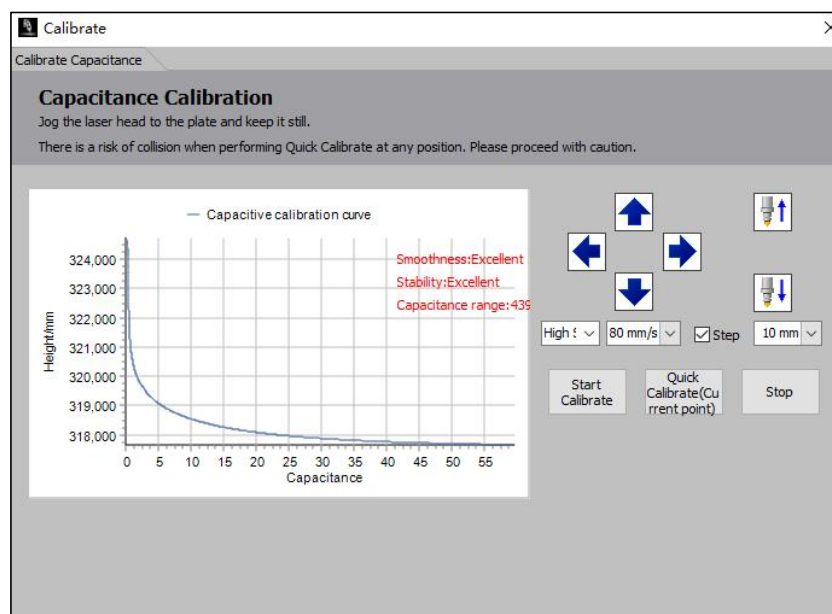 Calibrate
Calibrate Capacitance
Capacitance Calibration
Jog the laser head to the plate and keep it still.
There is a risk of collision when performing Quick Calibrate at any position. Please proceed with caution.
Capacitive calibration curve
Smoothness:Excellent
Stability:Excellent
Capacitance range:439
Height/mm
324,000
323,000
322,000
321,000
320,000
319,000
318,000
0 5 10 15 20 25 30 35 40 45 50 55
Capacitance
High 80 mm/s Step 10 mm
Start
Calibrate
Quick
Calibrate(Cu
rrent point)
Stop